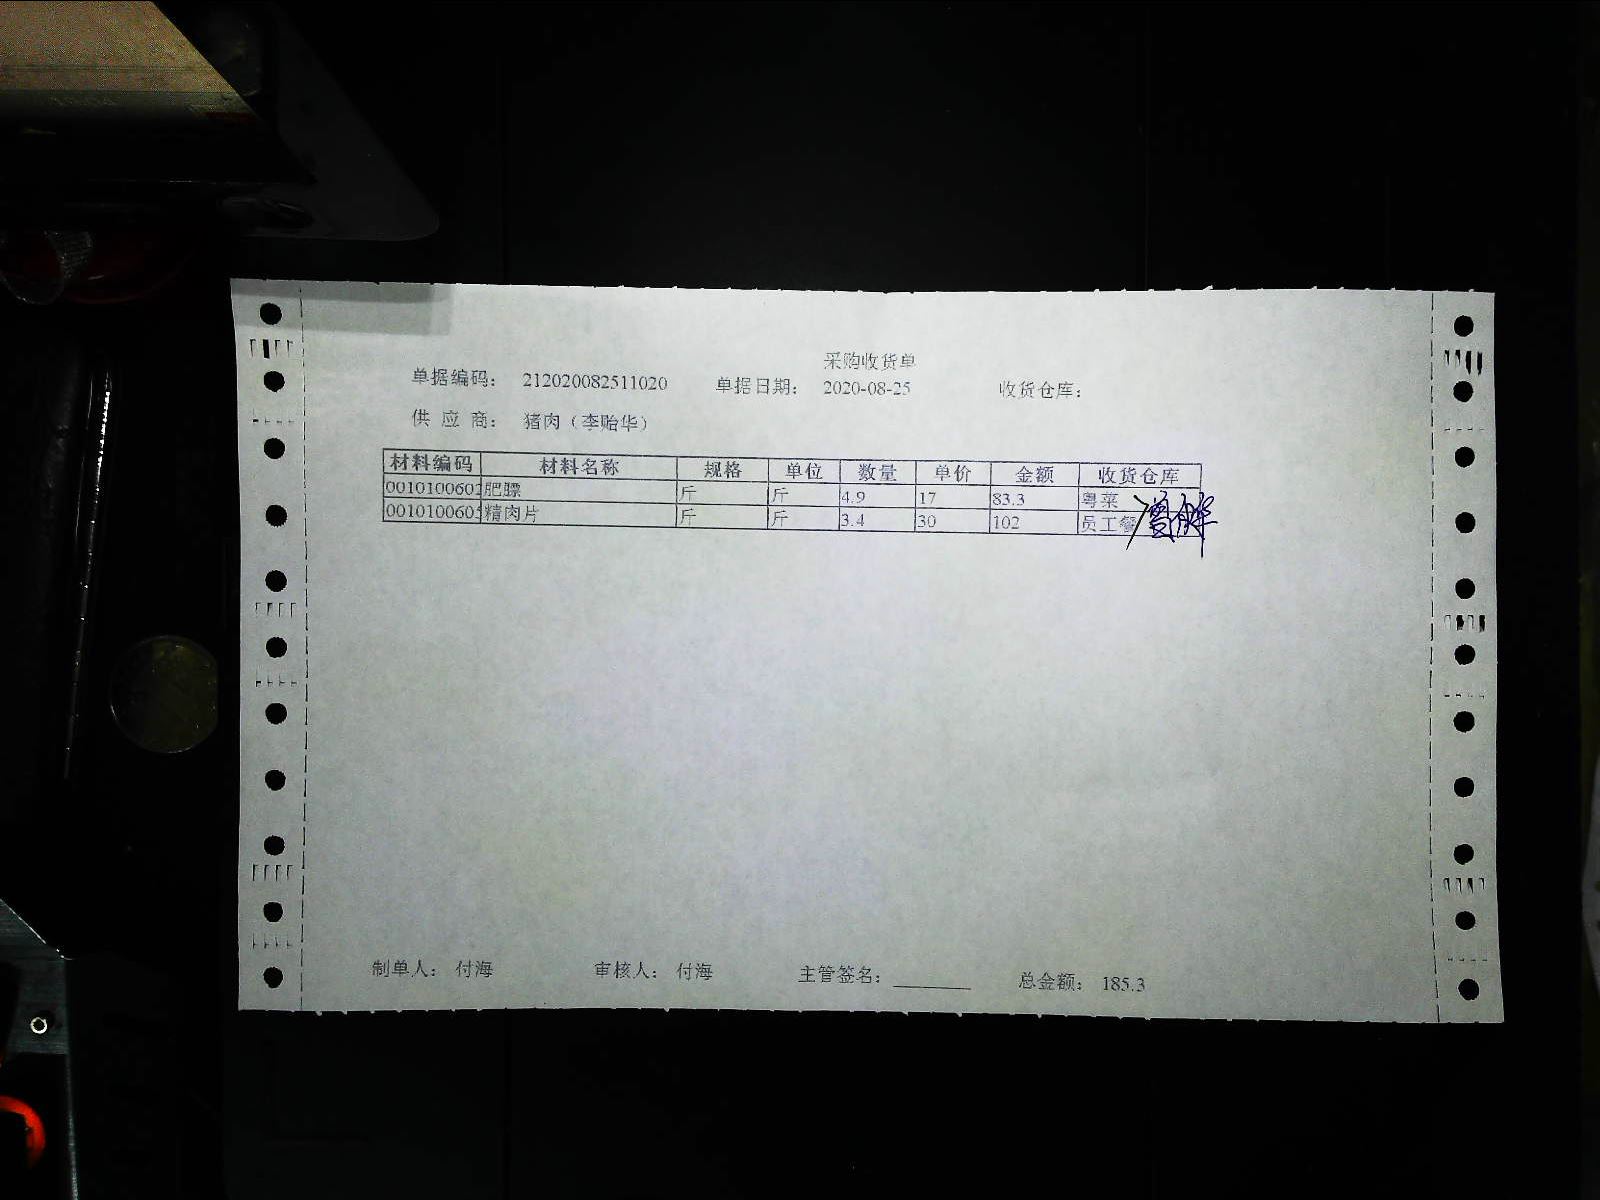 采购收货单
单据编码： 212020082511020 单据日期： 2020-08-25 收货仓库：
供 应 商： 猪肉（李贻华）
材料编码 材料名称 规格 单位 数量 单价 金额 收货仓库
001010060 肥膘 斤 斤 4.9 17 83.3 粤菜
001010060 精肉片 斤 斤 3.4 30 102 员工餐
制单人： 付海 审核人： 付海 主管签名： 总金额： 185.3